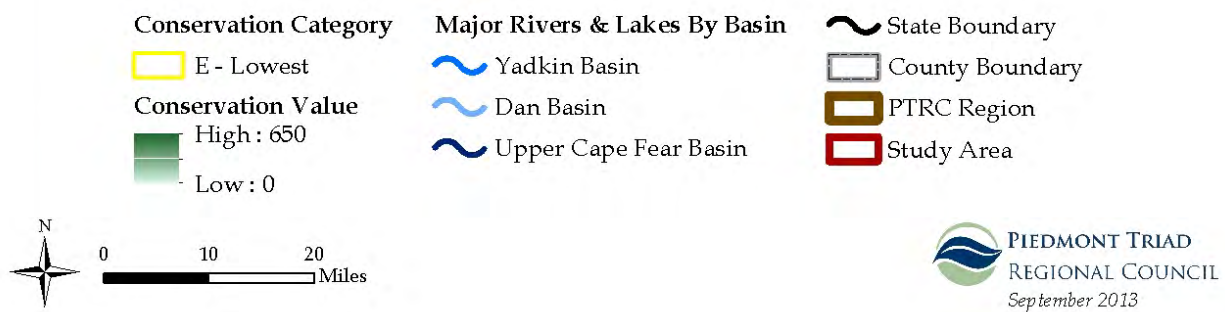 Conservation Category
E - Lowest
Conservation Value
High : 650
Low : 0
Major Rivers & Lakes By Basin
Yadkin Basin
Dan Basin
Upper Cape Fear Basin
State Boundary
County Boundary
PTRC Region
Study Area
N
0 10 20
Miles
PIEDMONT TRIAD
REGIONAL COUNCIL
September 2013